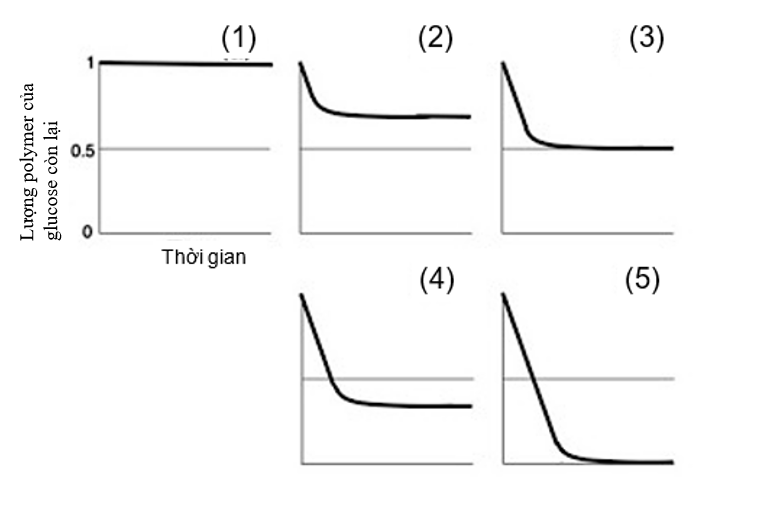 (1)
(2)
(3)
Lượng polymer của
glucose còn lại
1
0.5
0
Thời gian
(4)
(5)